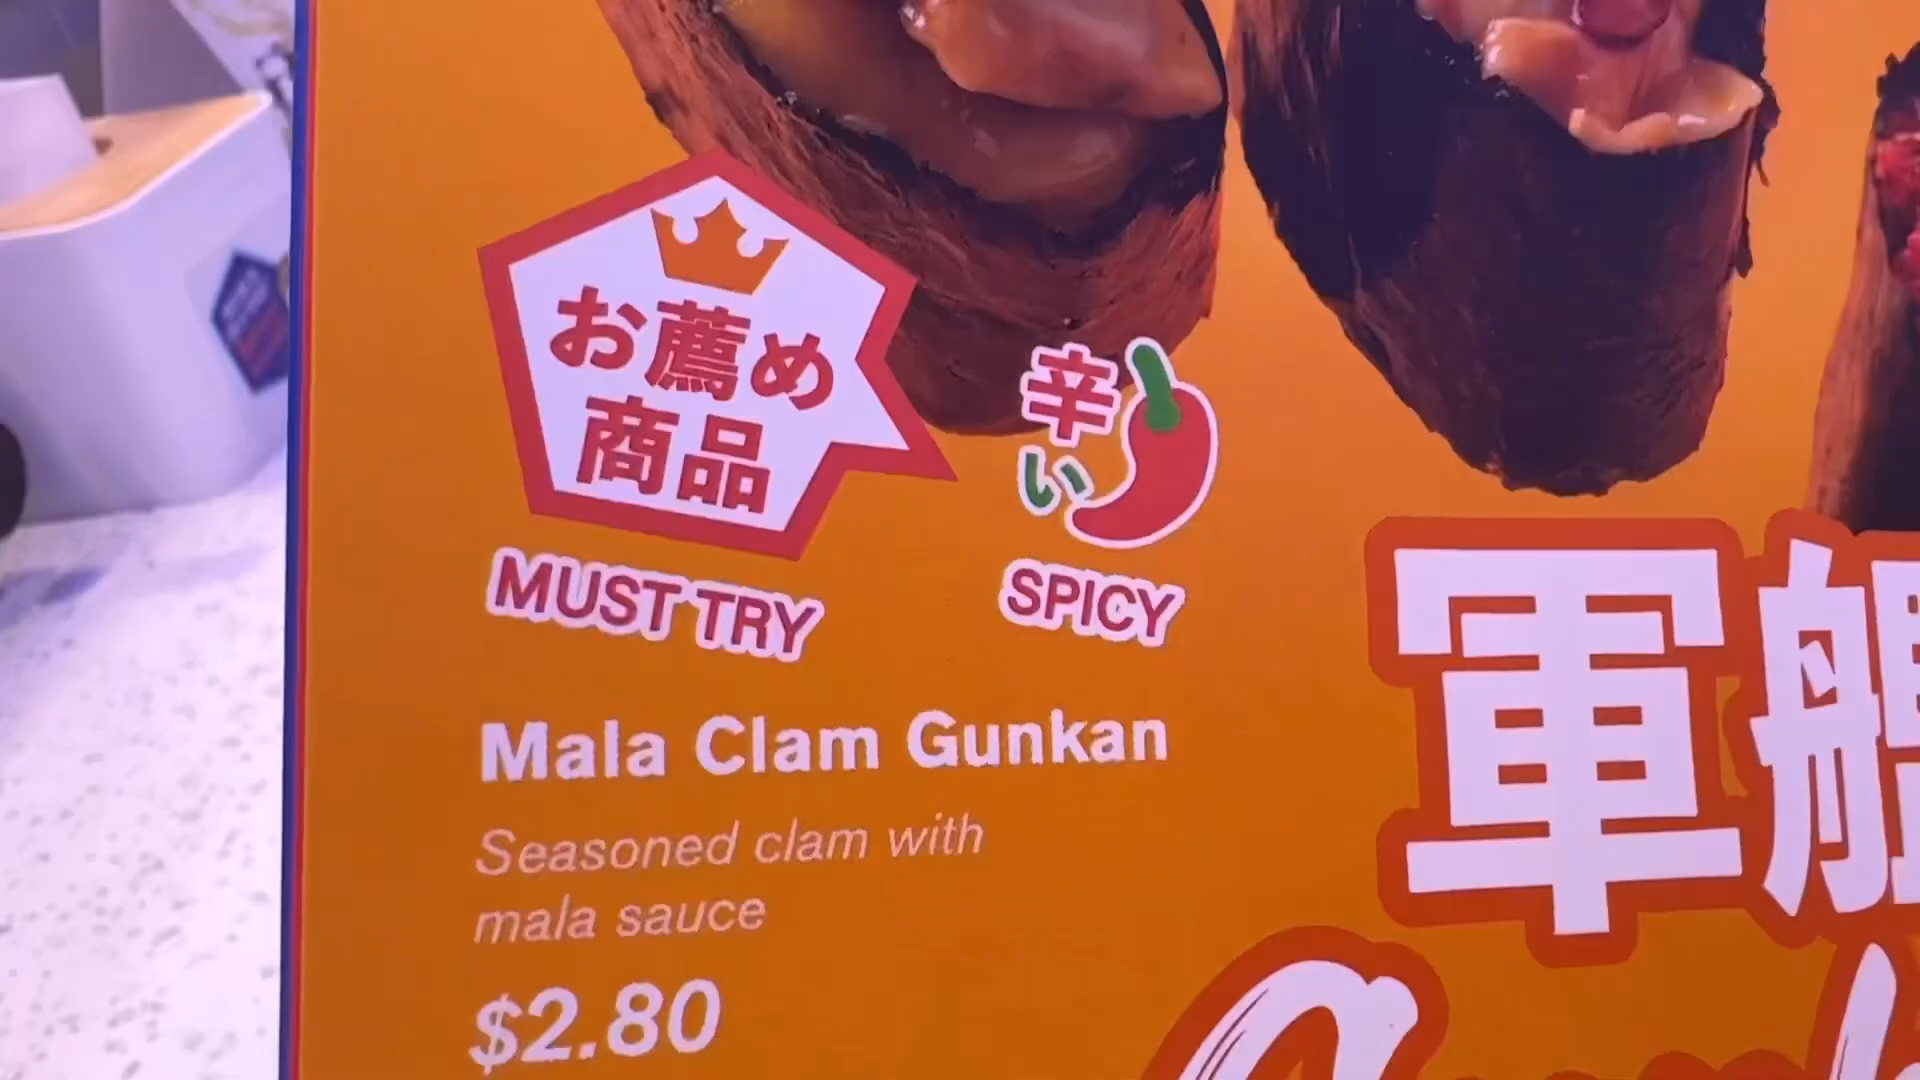 お薦め
商品
辛い
MUST TRY
SPICY
Mala Clam Gunkan
Seasoned clam with
mala sauce
$2.80
軍艦